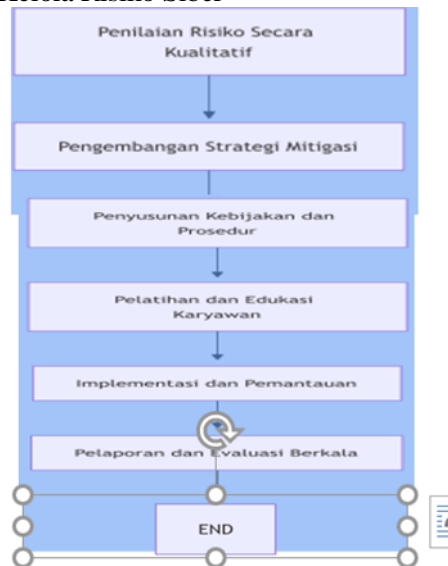 Penilaian Risiko Secara
Kualitatif
Pengembangan Strategi Mitigasi
Penyusunan Kebijakan dan
Prosedur
Pelatihan dan Edukasi
Karyawan
Implementasi dan Pemantauan
Pelaporan dan Evaluasi Berkala
END